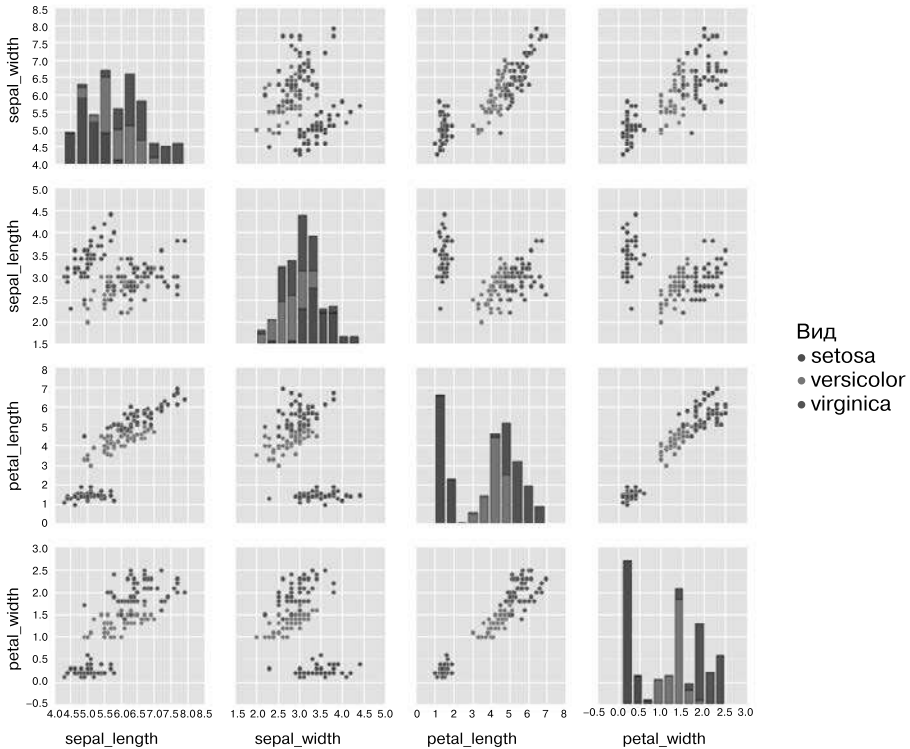 8.5
8.0
7.5
7.0
6.5
6.0
5.5
5.0
4.5
4.0
sepal_width
5.0
4.5
4.0
3.5
3.0
2.5
2.0
1.5
sepal_length
8
7
6
5
4
3
2
1
0
petal_length
3.0
2.5
2.0
1.5
1.0
0.5
0.0
−0.5
petal_width
4.04.55.05.56.06.57.07.58.08.5
1.5 2.0 2.5 3.0 3.5 4.0 4.5 5.0
0 1 2 3 4 5 6 7 8
-0.5 0.0 0.5 1.0 1.5 2.0 2.5 3.0
sepal_length
sepal_width
petal_length
petal_width
Вид
setosa
versicolor
virginica